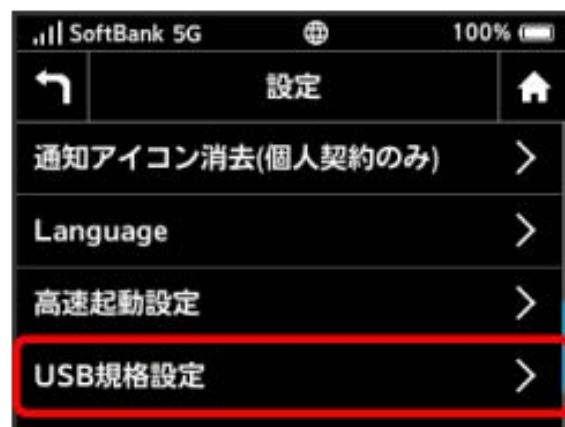 SoftBank 5G 100%
設定
通知アイコン消去(個人契約のみ)
Language
高速起動設定
USB規格設定